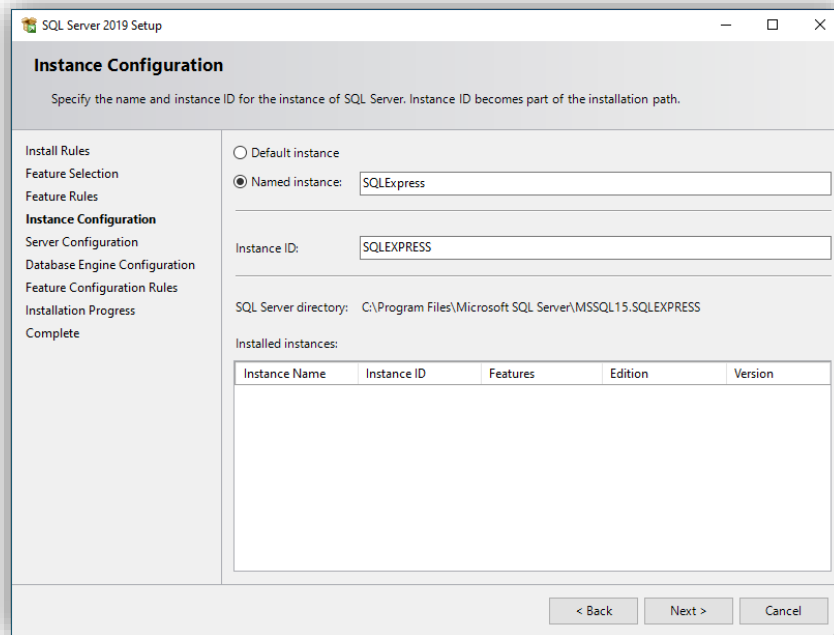 SQL Server 2019 Setup
Instance Configuration
Specify the name and instance ID for the instance of SQL Server. Instance ID becomes part of the installation path.
Install Rules
Feature Selection
Feature Rules
Instance Configuration
Server Configuration
Database Engine Configuration
Feature Configuration Rules
Installation Progress
Complete
Default instance
Named instance: SQLExpress
Instance ID: SQLEXPRESS
SQL Server directory: C:\Program Files\Microsoft SQL Server\MSSQL15.SQLEXPRESS
Installed instances:
Instance Name Instance ID Features Edition Version
< Back Next > Cancel